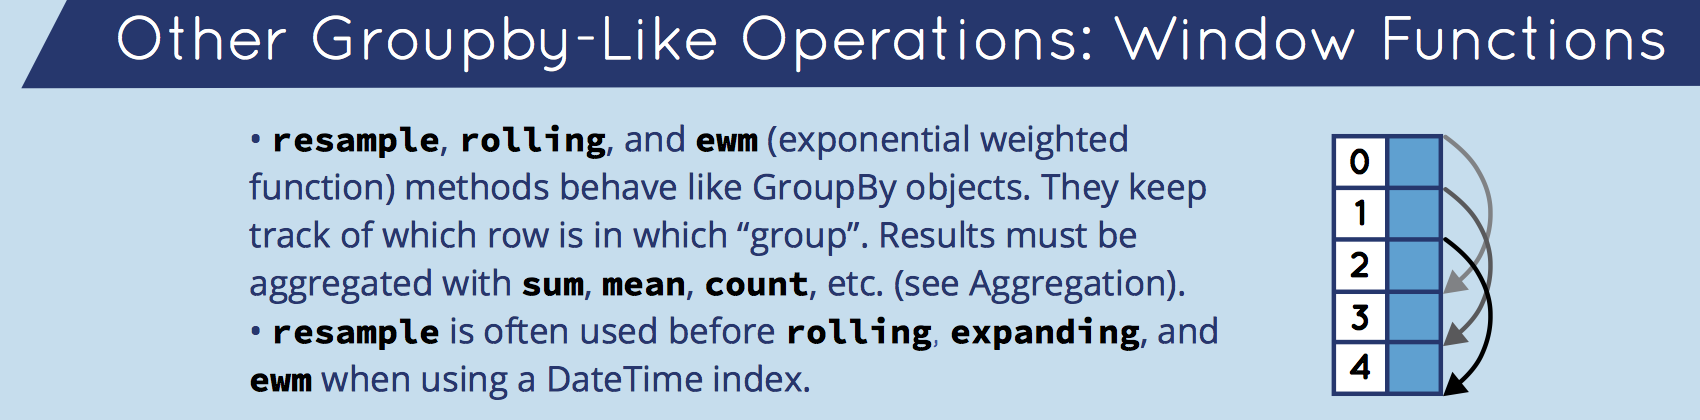 Other Groupby-Like Operations: Window Functions
• resample, rolling, and ewm (exponential weighted
function) methods behave like GroupBy objects. They keep
track of which row is in which “group”. Results must be
aggregated with sum, mean, count, etc. (see Aggregation).
• resample is often used before rolling, expanding, and
ewm when using a DateTime index.
0
1
2
3
4